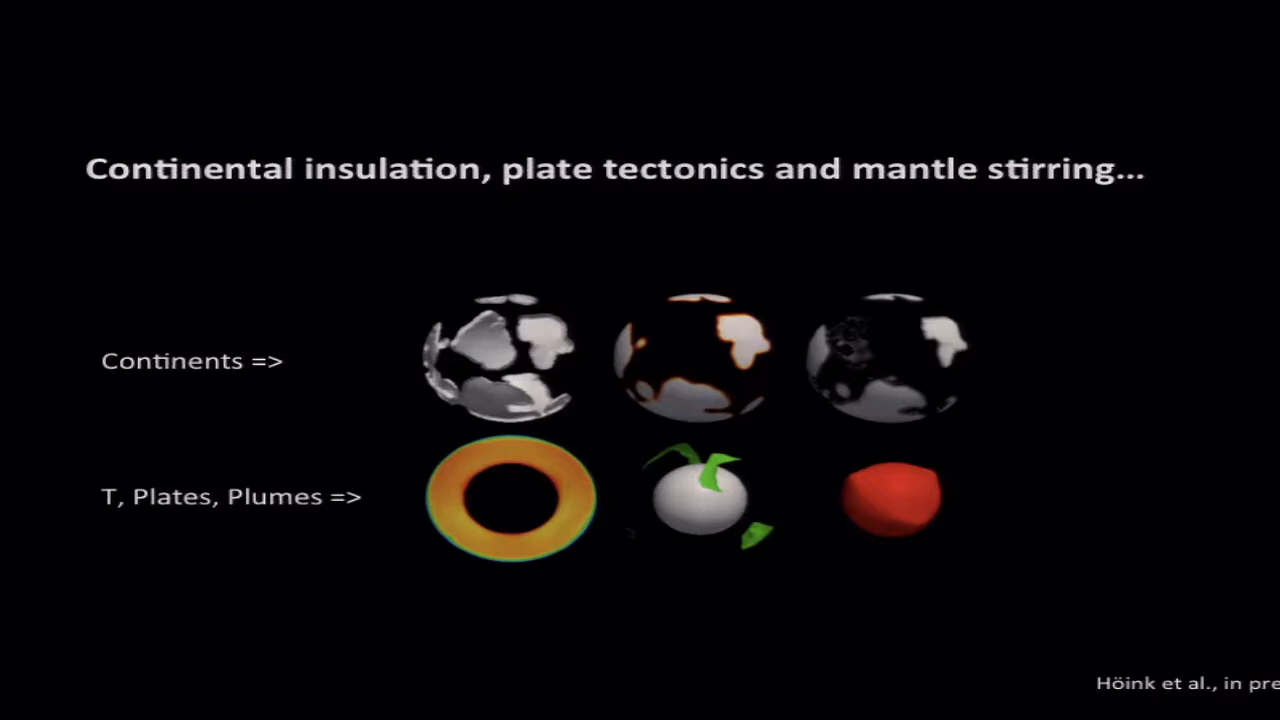 Continental insulation, plate tectonics and mantle stirring...
Continents =>
T, Plates, Plumes =>
Höink et al., in pre